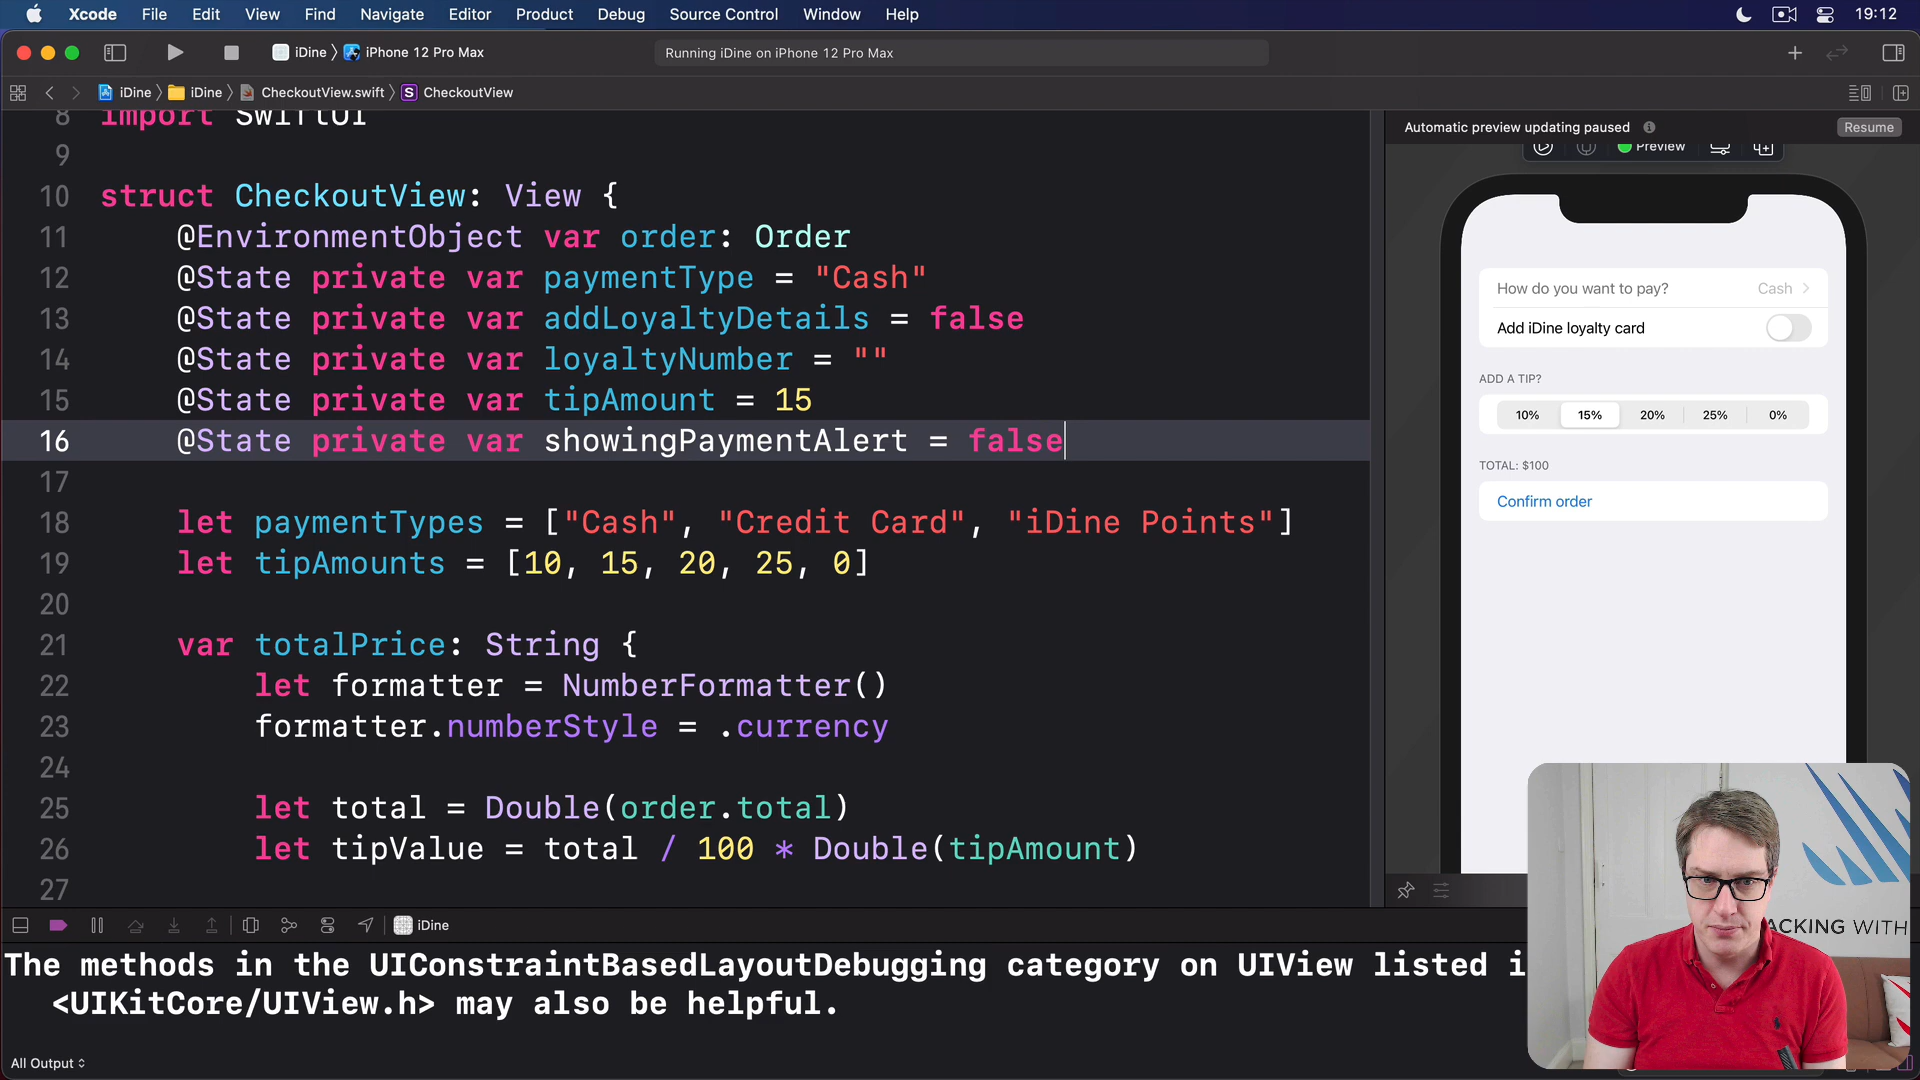 Xcode File Edit View Find Navigate Editor Product Debug Source Control Window Help 19:12
iDine iPhone 12 Pro Max Running iDine on iPhone 12 Pro Max
iDine iDine CheckoutView.swift S CheckoutView
8 import SwiftUI
9
10 struct CheckoutView: View {
11 @EnvironmentObject var order: Order
12 @State private var paymentType = "Cash"
13 @State private var addLoyaltyDetails = false
14 @State private var loyaltyNumber = ""
15 @State private var tipAmount = 15
16 @State private var showingPaymentAlert = false
17
18 let paymentTypes = ["Cash", "Credit Card", "iDine Points"]
19 let tipAmounts = [10, 15, 20, 25, 0]
20
21 var totalPrice: String {
22 let formatter = NumberFormatter()
23 formatter.numberStyle = .currency
24
25 let total = Double(order.total)
26 let tipValue = total / 100 * Double(tipAmount)
27
Automatic preview updating paused Resume
Preview
How do you want to pay? Cash
Add iDine loyalty card
ADD A TIP?
10% 15% 20% 25% 0%
TOTAL: $100
Confirm order
iDine
The methods in the UIConstraintBasedLayoutDebugging category on UIView listed i
<UIKitCore/UIView.h> may also be helpful.
All Output
ACKING WITH